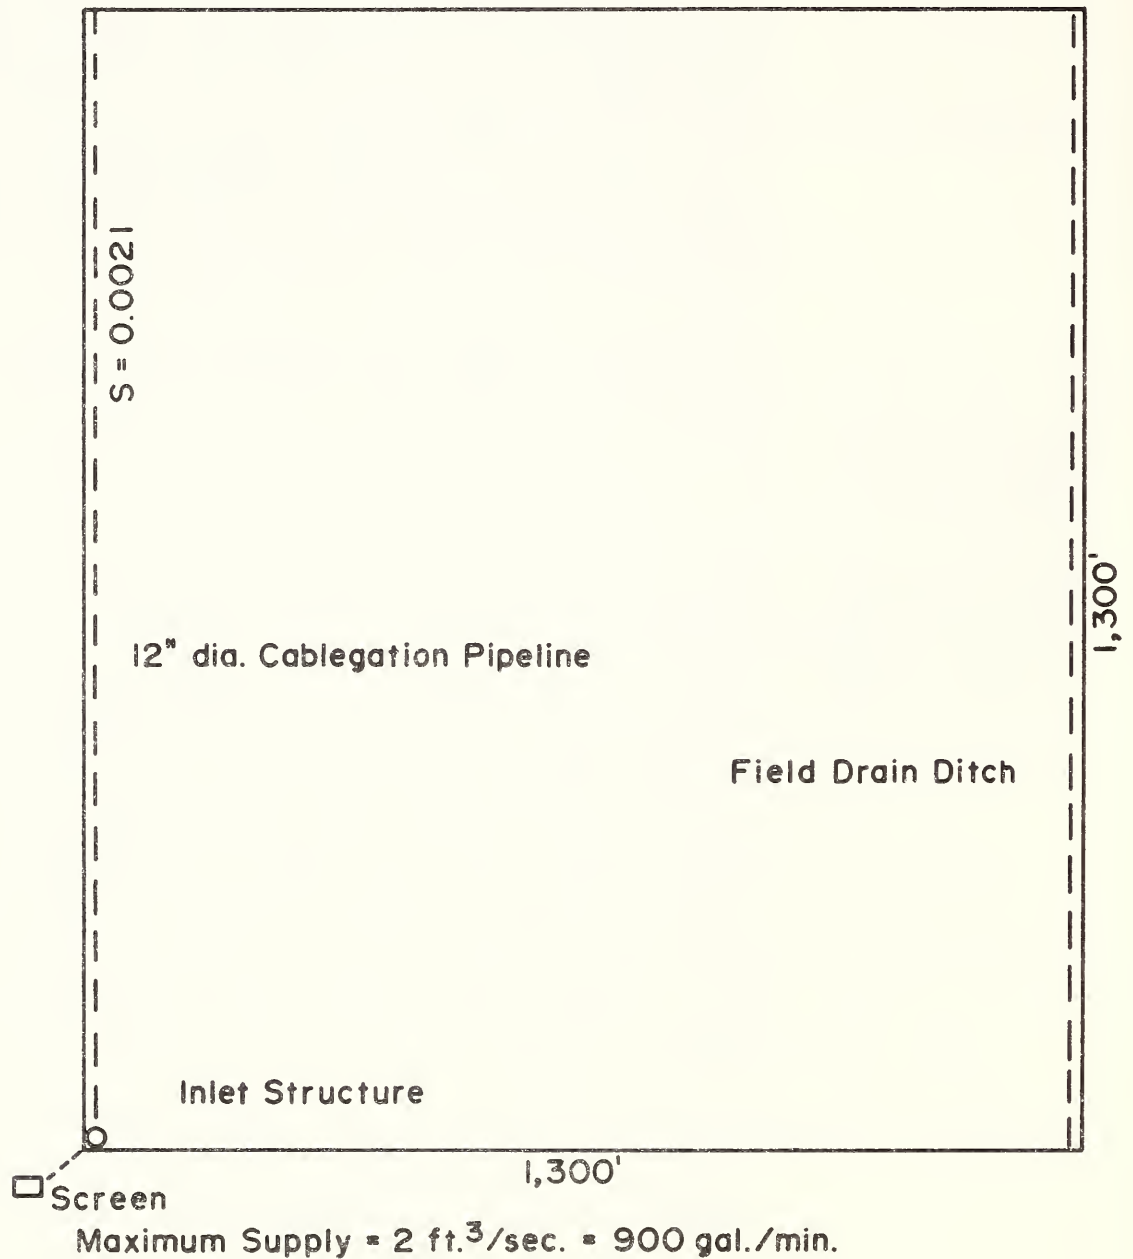 S = 0.0021
1,300'
12" dia. Cablegation Pipeline
Field Drain Ditch
Inlet Structure
1,300'
Screen
Maximum Supply = 2 ft.³/sec. = 900 gal./min.